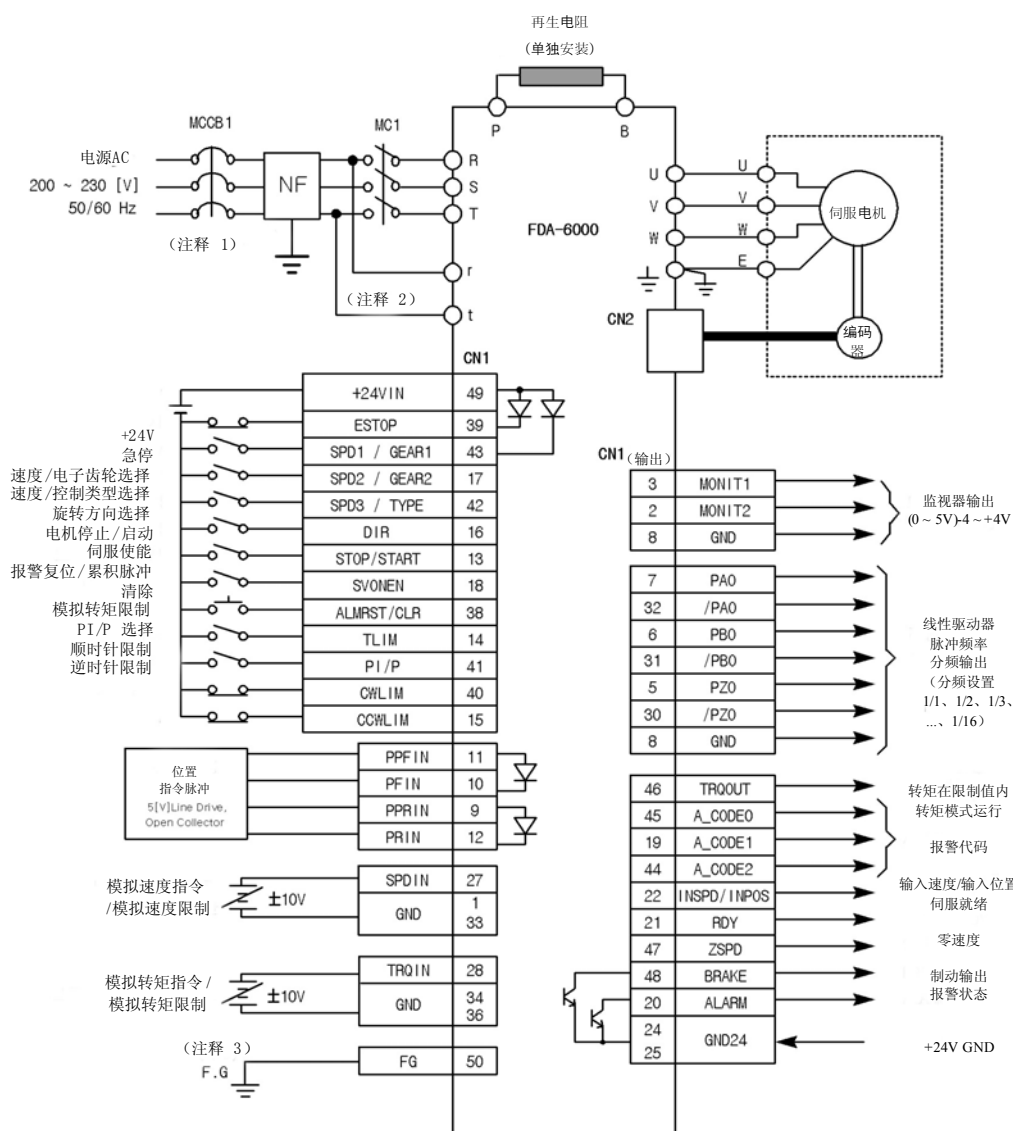 再生电阻
(单独安装)
P
B
MCCB1
MC1
电源AC
200 ~ 230 [V]
50/60 Hz
NF
R
S
T
(注释 1)
(注释 2)
r
t
FDA-6000
U
V
W
U
V
W
E
伺服电机
编码
器
CN2
CN1
+24VIN 49
ESTOP 39
SPD1 / GEAR1 43
SPD2 / GEAR2 17
SPD3 / TYPE 42
DIR 16
STOP/START 13
SVONEN 18
ALMRST/CLR 38
TLIM 14
PI/P 41
CWLIM 40
CCWLIM 15
+24V
急停
速度/电子齿轮选择
速度/控制类型选择
旋转方向选择
电机停止/启动
伺服使能
报警复位/累积脉冲
清除
模拟转矩限制
PI/P 选择
顺时针限制
逆时针限制
位置
指令脉冲
5[V]Line Drive,
Open Collector
PPFIN 11
PFIN 10
PPRIN 9
PRIN 12
模拟速度指令
/模拟速度限制
±10V
SPDIN 27
GND 1
33
模拟转矩指令/
模拟转矩限制
±10V
TRQIN 28
GND 34
36
(注释 3)
F.G
FG 50
CN1(输出)
3 MONIT1
2 MONIT2
8 GND
监视器输出
(0 ~ 5V)-4 ~+4V
7 PAO
32 /PAO
6 PBO
31 /PBO
5 PZO
30 /PZO
8 GND
线性驱动器
脉冲频率
分频输出
(分频设置
1/1、1/2、1/3、
...、1/16)
46 TRQOUT
45 A_CODE0
19 A_CODE1
44 A_CODE2
22 INSPD/INPOS
21 RDY
47 ZSPD
48 BRAKE
20 ALARM
24
25 GND24
转矩在限制值内
转矩模式运行
报警代码
输入速度/输入位置
伺服就绪
零速度
制动输出
报警状态
+24V GND